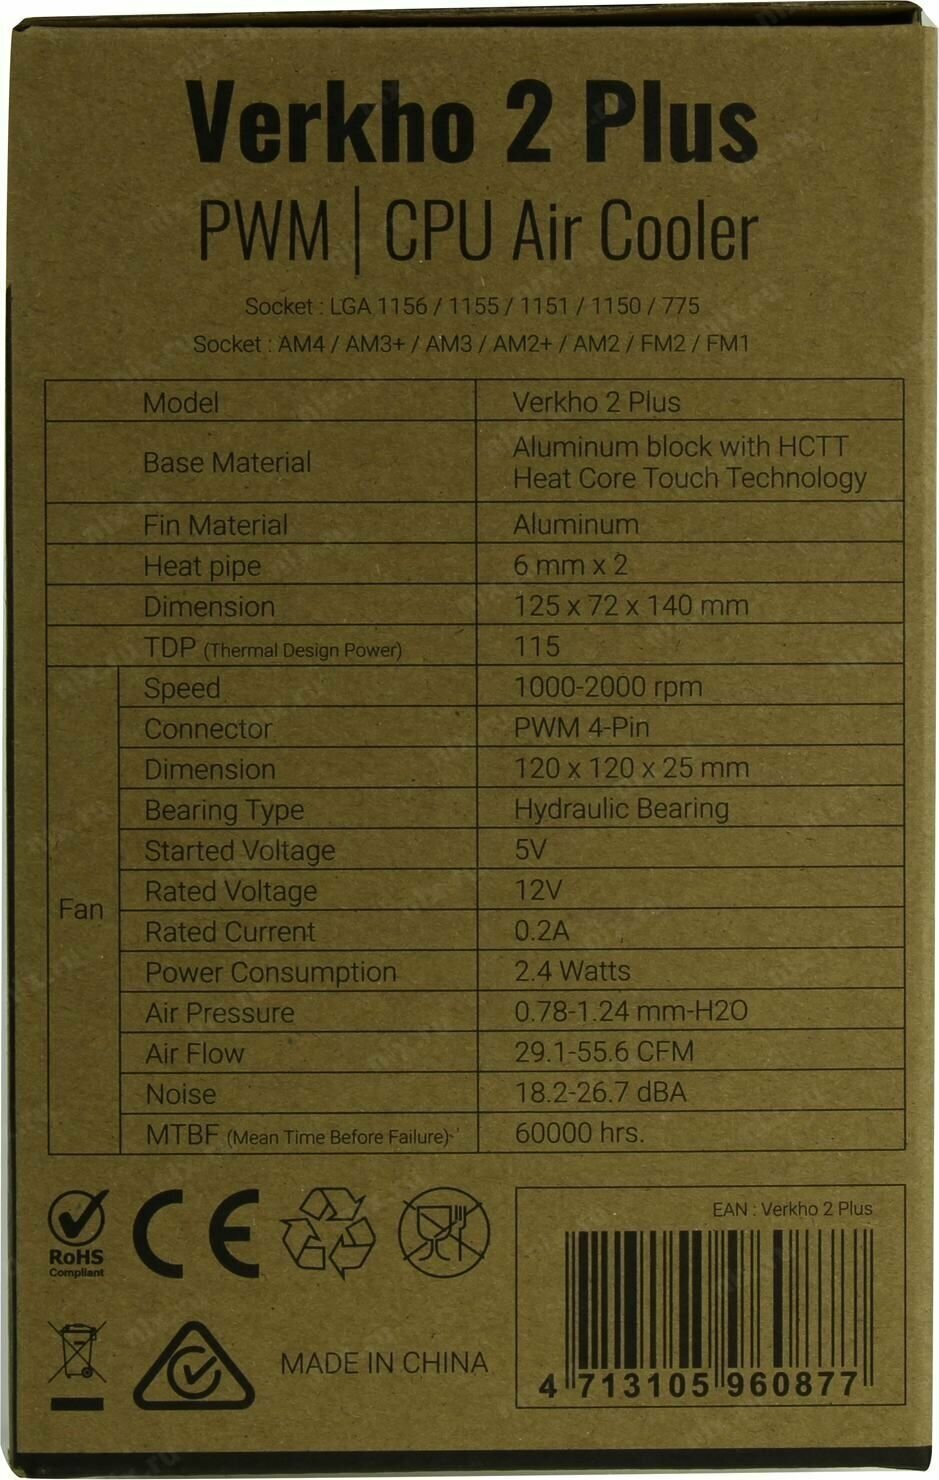 Verkho 2 Plus
PWM | CPU Air Cooler
Socket : LGA 1156 / 1155 / 1151 / 1150 / 775
Socket : AM4 / AM3+ / AM3 / AM2+ / AM2 / FM2 / FM1
Model Verkho 2 Plus
Base Material Aluminum block with HCTT
Heat Core Touch Technology
Fin Material Aluminum
Heat pipe 6 mm x 2
Dimension 125 x 72 x 140 mm
TDP (Thermal Design Power) 115
Fan
Speed 1000-2000 rpm
Connector PWM 4-Pin
Dimension 120 x 120 x 25 mm
Bearing Type Hydraulic Bearing
Started Voltage 5V
Rated Voltage 12V
Rated Current 0.2A
Power Consumption 2.4 Watts
Air Pressure 0.78-1.24 mm-H2O
Air Flow 29.1-55.6 CFM
Noise 18.2-26.7 dBA
MTBF (Mean Time Before Failure) 60000 hrs.
RoHS
Compliant
CE
EAN : Verkho 2 Plus
4 713105 960877
MADE IN CHINA